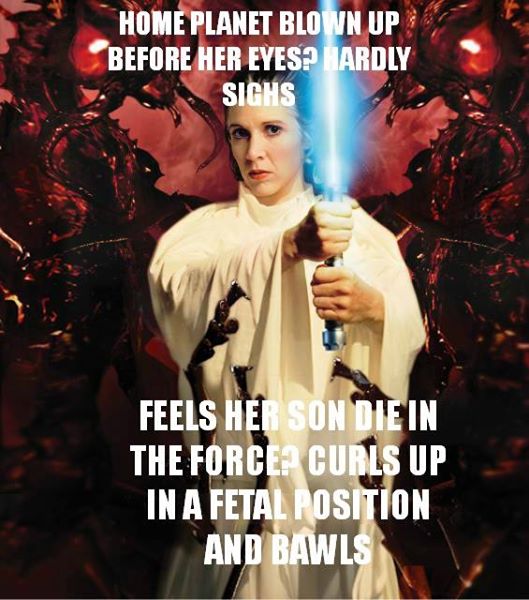 HOME PLANET BLOWN UP
BEFORE HER EYES? HARDLY
SIGHS
FEELS HER SON DIE IN
THE FORCE? CURLS UP
IN A FETAL POSITION
AND BAWLS